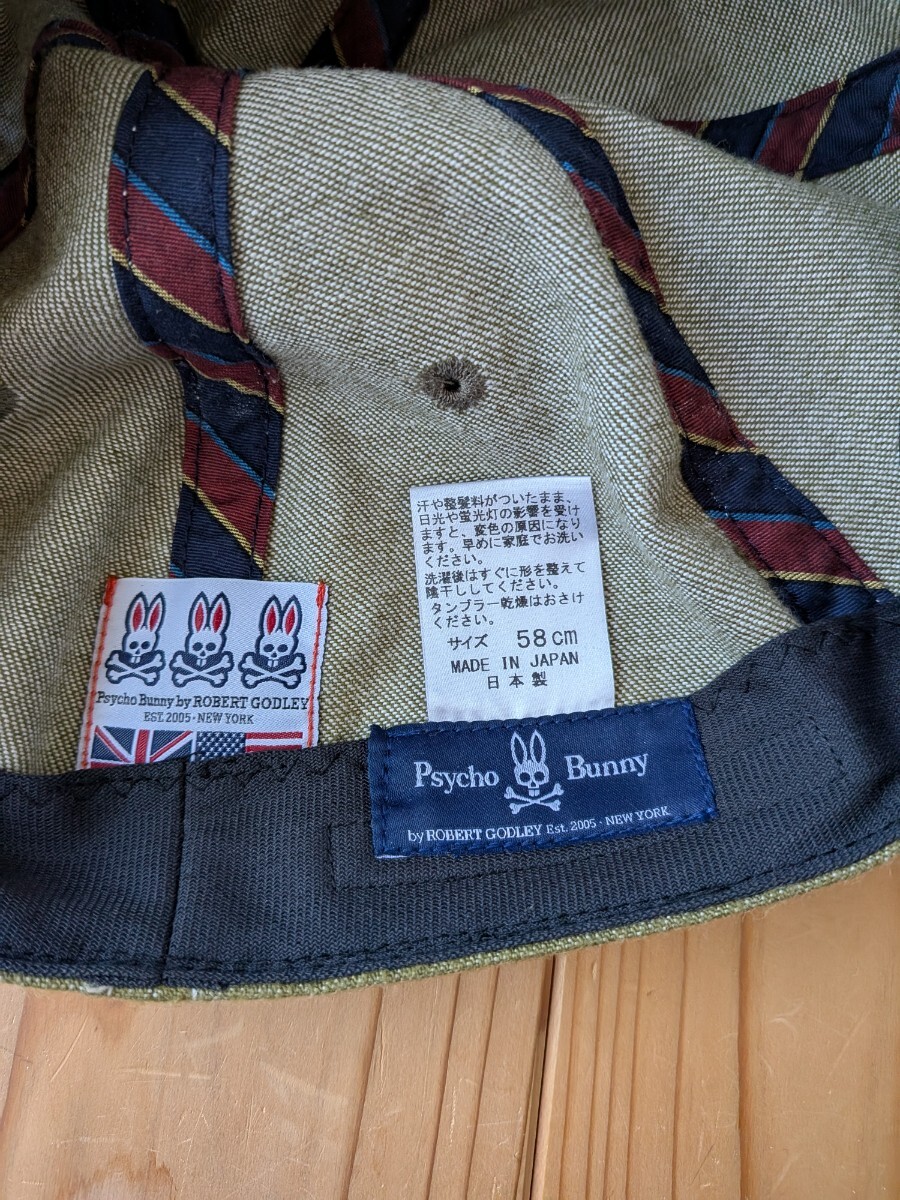 汗や整髪料がついたまま、
日光や蛍光灯の影響を受け
ますと、変色の原因になり
ます。早めに家庭でお洗い
ください。
洗濯後はすぐに形を整えて
陰干ししてください。
タンブラー乾燥はおさけ
ください。
サイズ 58cm
MADE IN JAPAN
日本製
Psycho Bunny by ROBERT GODLEY
EST. 2005 · NEW YORK
Psycho Bunny
by ROBERT GODLEY Est. 2005 · NEW YORK